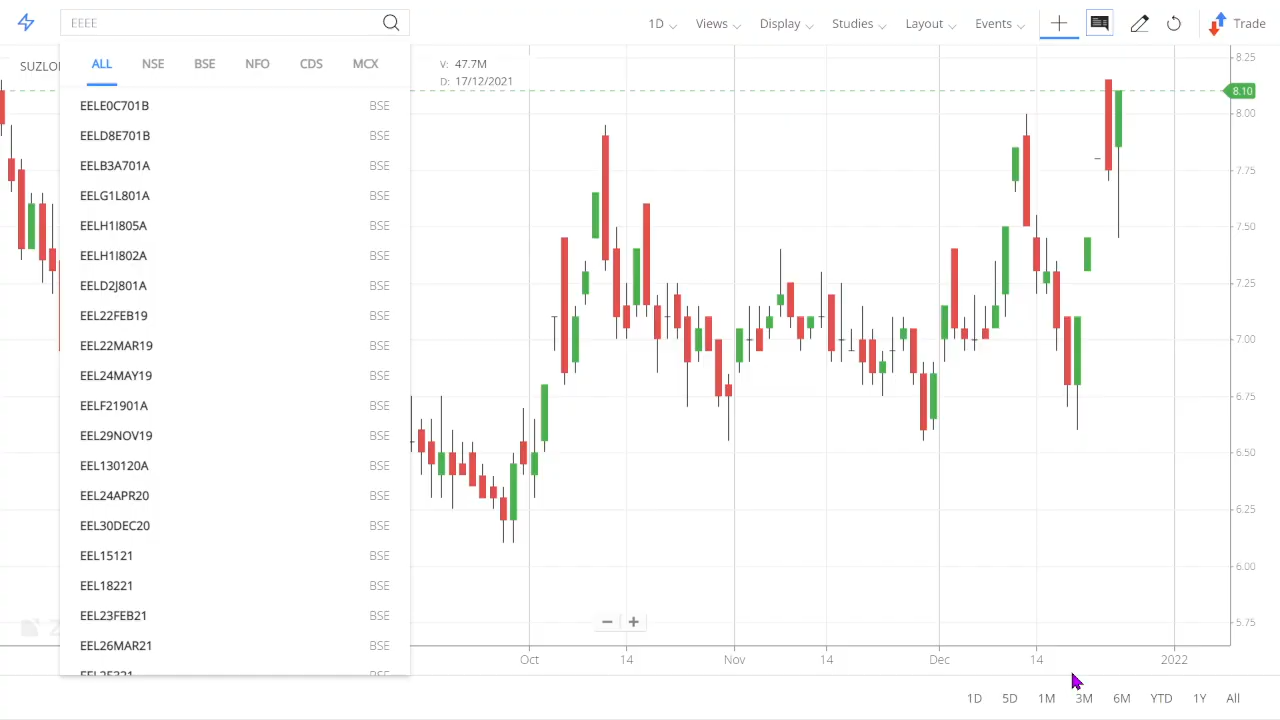 EEEE
1D Views Display Studies Layout Events Trade
SUZLO
ALL NSE BSE NFO CDS MCX
V: 47.7M
D: 17/12/2021
EELE0C701B BSE
EELD8E701B BSE
EELB3A701A BSE
EELG1L801A BSE
EELH1I805A BSE
EELH1I802A BSE
EELD2J801A BSE
EEL22FEB19 BSE
EEL22MAR19 BSE
EEL24MAY19 BSE
EELF21901A BSE
EEL29NOV19 BSE
EEL130120A BSE
EEL24APR20 BSE
EEL30DEC20 BSE
EEL15121 BSE
EEL18221 BSE
EEL23FEB21 BSE
EEL26MAR21 BSE
8.25
8.10
8.00
7.75
7.50
7.25
7.00
6.75
6.50
6.25
6.00
5.75
Oct 14 Nov 14 Dec 14 2022
1D 5D 1M 3M 6M YTD 1Y All